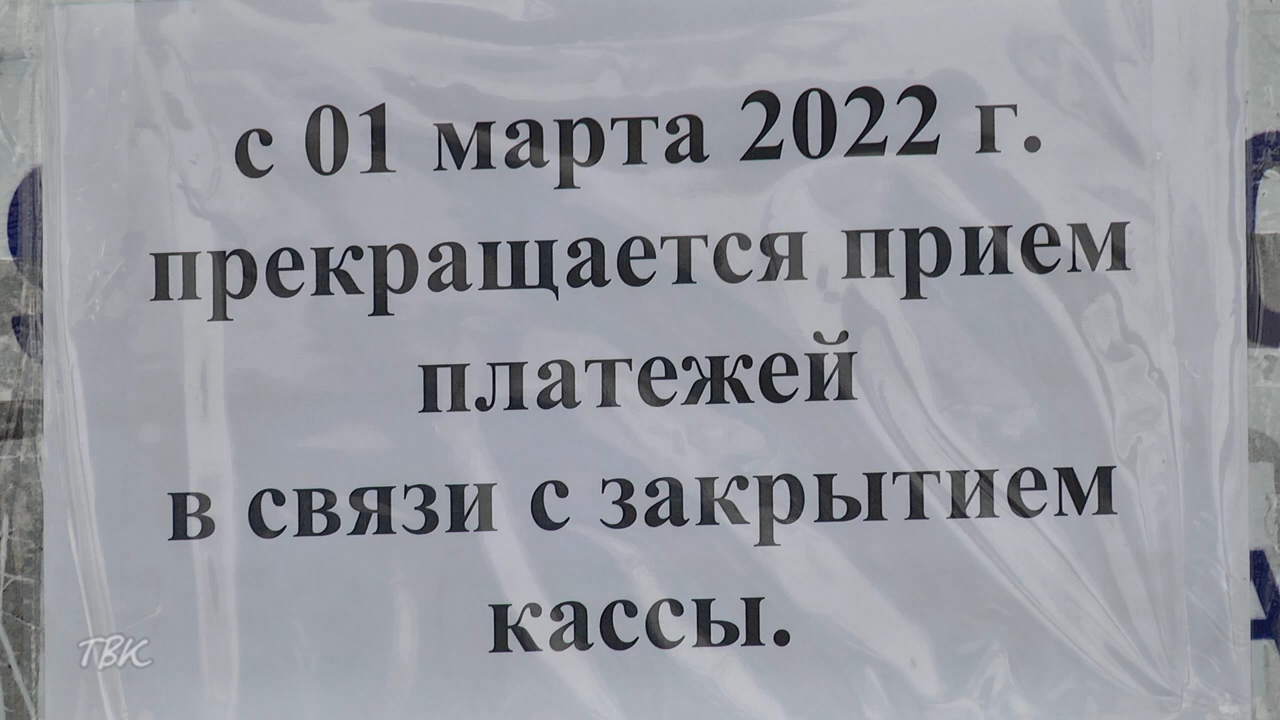 с 01 марта 2022 г.
прекращается прием
платежей
в связи с закрытием
кассы.
ТВК